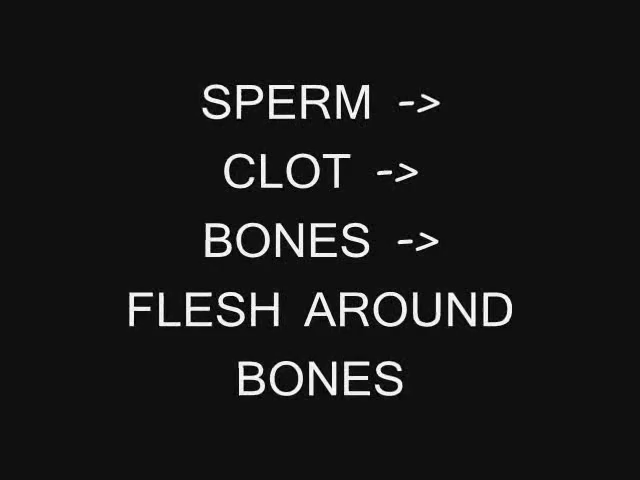 SPERM ->
CLOT ->
BONES ->
FLESH AROUND
BONES